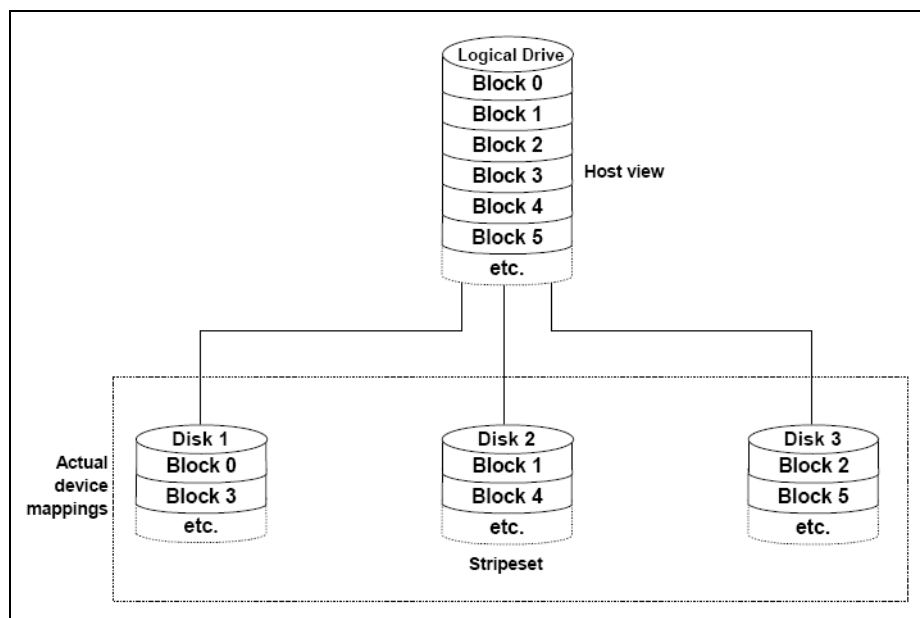 Logical Drive
Block 0
Block 1
Block 2
Block 3
Block 4
Block 5
etc.
Host view
Actual
device
mappings
Disk 1
Block 0
Block 3
etc.
Disk 2
Block 1
Block 4
etc.
Stripeset
Disk 3
Block 2
Block 5
etc.